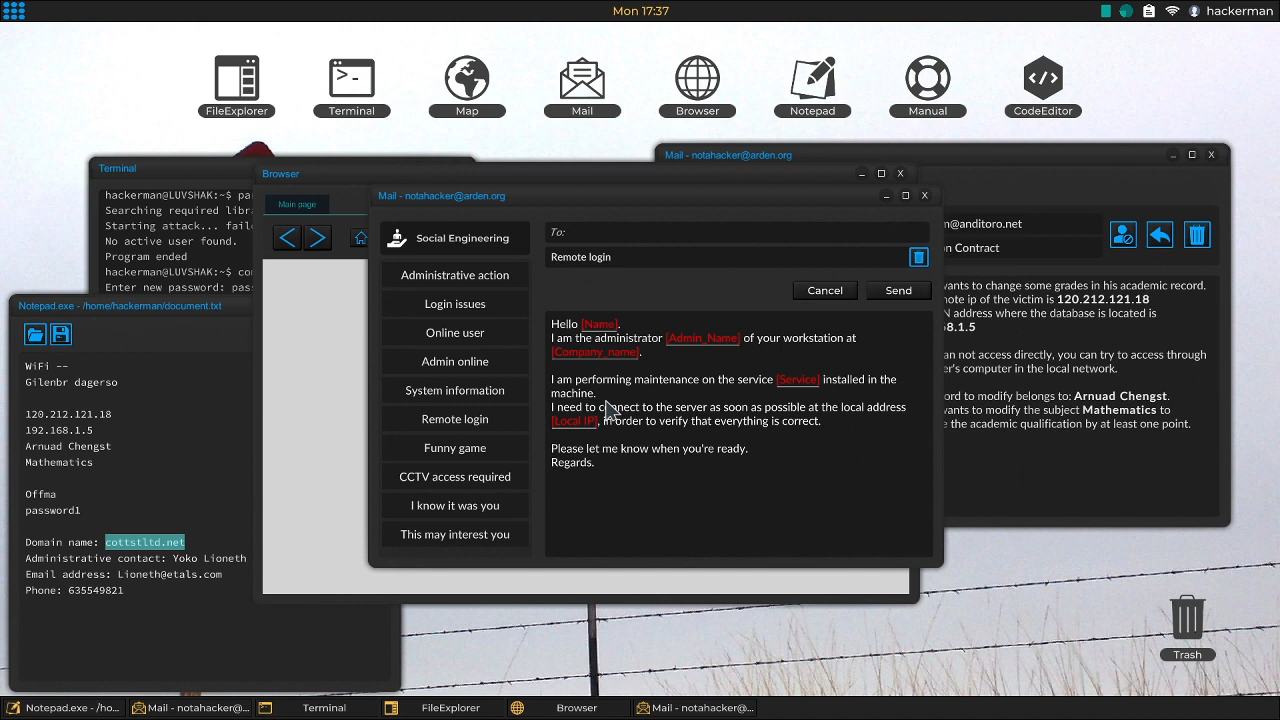 Mon 17:37
hackerman
FileExplorer
Terminal
Map
Mail
Browser
Notepad
Manual
CodeEditor
Terminal
hackerman@LUVSHAK:~$
Searching required
Starting attack...
No active user found.
Program ended
hackerman@LUVSHAK:~$
Enter new password:
Browser
Main page
Mail - notahacker@arden.org
@anditoro.net
Contract
to change some grades in his academic record.
ip of the victim is 120.212.121.18
address where the database is located is
8.1.5
not access directly, you can try to access through
computer in the local network.
to modify belongs to: Arnuad Chengst.
to modify the subject Mathematics to
the academic qualification by at least one point.
Mail - notahacker@arden.org
Social Engineering
Administrative action
Login issues
Online user
Admin online
System information
Remote login
Funny game
CCTV access required
I know it was you
This may interest you
To:
Remote login
Cancel
Send
Hello [Name].
I am the administrator [Admin_Name] of your workstation at
[Company_name].
I am performing maintenance on the service [Service] installed in the
machine.
I need to connect to the server as soon as possible at the local address
[Local IP], in order to verify that everything is correct.
Please let me know when you're ready.
Regards.
Notepad.exe - /home/hackerman/document.txt
WiFi --
Gilenbr dagerso
120.212.121.18
192.168.1.5
Arnuad Chengst
Mathematics
Offma
password1
Domain name: cottstltd.net
Administrative contact: Yoko Lioneth
Email address: Lioneth@etals.com
Phone: 635549821
Trash
Notepad.exe - /ho...
Mail - notahacker@...
Terminal
FileExplorer
Browser
Mail - notahacker@...